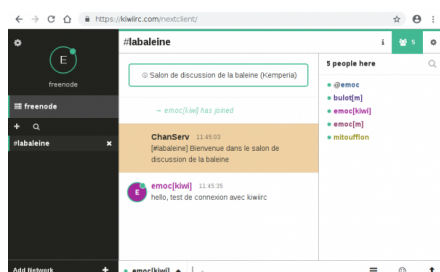 https://kiwiirc.com/nextclient/
E
freenode
freenode
#labaleine
Add Network
#labaleine
5
Salon de discussion de la baleine (Kemperia)
→ emoc[kiwi] has joined
ChanServ 11:45:03
[#labaleine] Bienvenue dans le salon de
discussion de la baleine
E
emoc[kiwi] 11:45:35
hello, test de connexion avec kiwiirc
emoc[kiwi]
5 people here
@emoc
bulot[m]
emoc[kiwi]
emoc[m]
mitoufflon